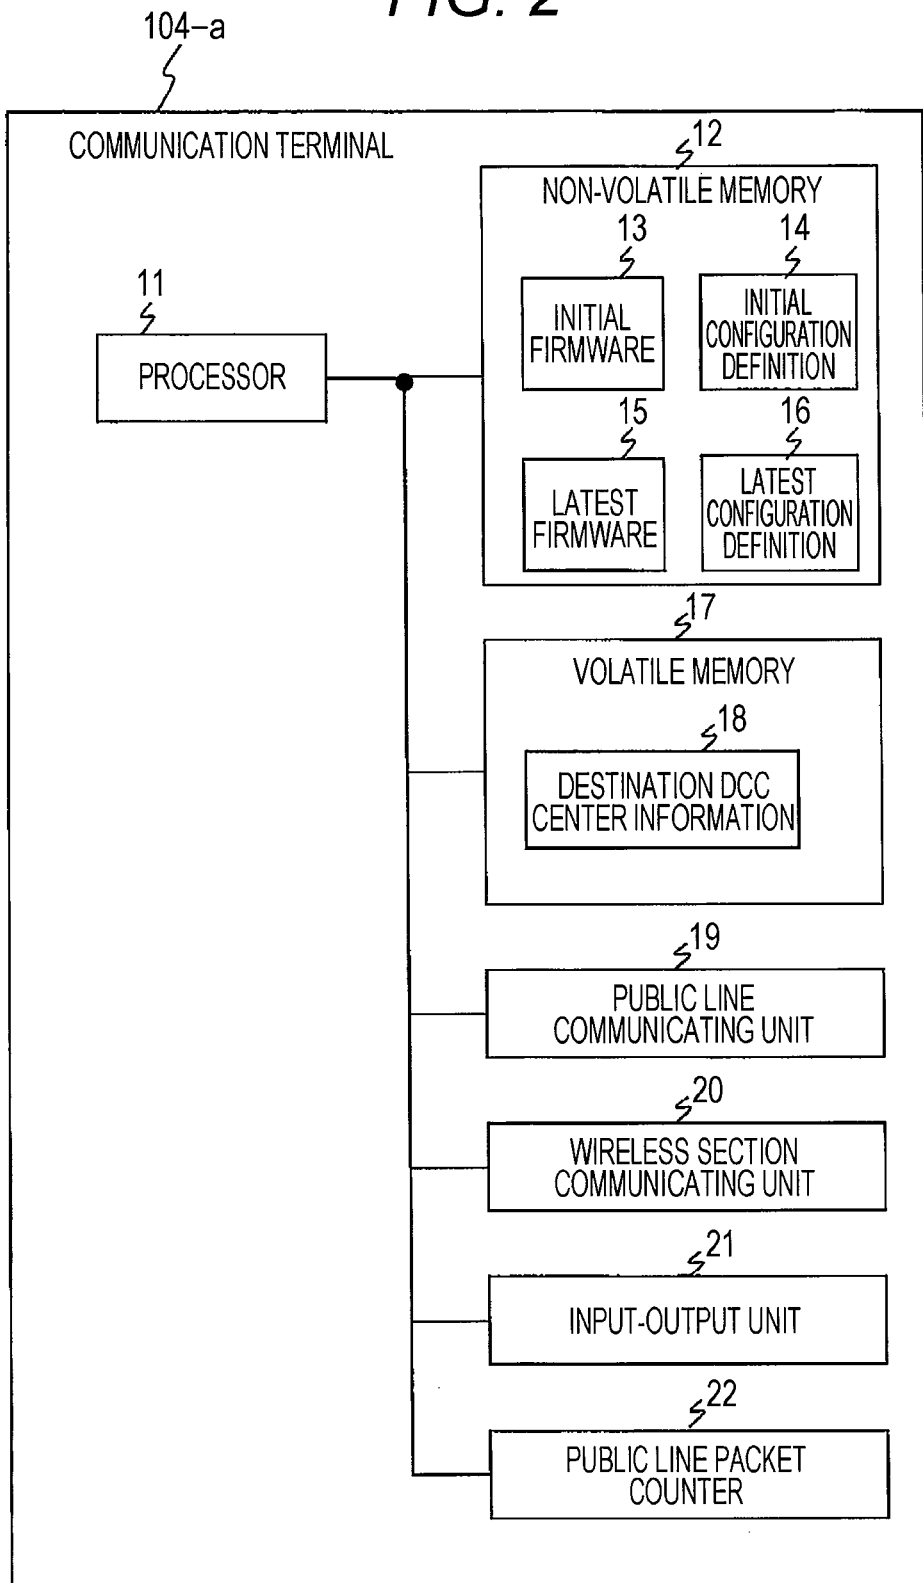 FIG. 2
104-a
COMMUNICATION TERMINAL
12
NON-VOLATILE MEMORY
13
INITIAL
FIRMWARE
14
INITIAL
CONFIGURATION
DEFINITION
11
PROCESSOR
15
LATEST
FIRMWARE
16
LATEST
CONFIGURATION
DEFINITION
17
VOLATILE MEMORY
18
DESTINATION DCC
CENTER INFORMATION
19
PUBLIC LINE
COMMUNICATING UNIT
20
WIRELESS SECTION
COMMUNICATING UNIT
21
INPUT-OUTPUT UNIT
22
PUBLIC LINE PACKET
COUNTER